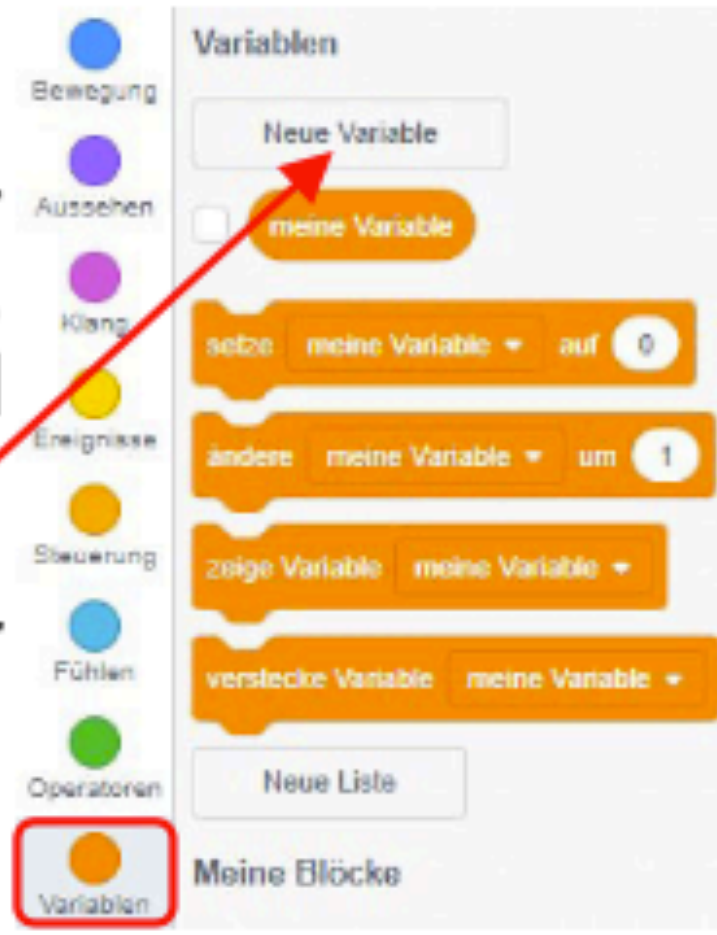 Bewegung
Aussehen
Klang
Ereignisse
Steuerung
Fühlen
Operatoren
Variablen
Variablen
Neue Variable
meine Variable
setze meine Variable auf 0
ändere meine Variable um 1
zeige Variable meine Variable
verstecke Variable meine Variable
Neue Liste
Meine Blöcke